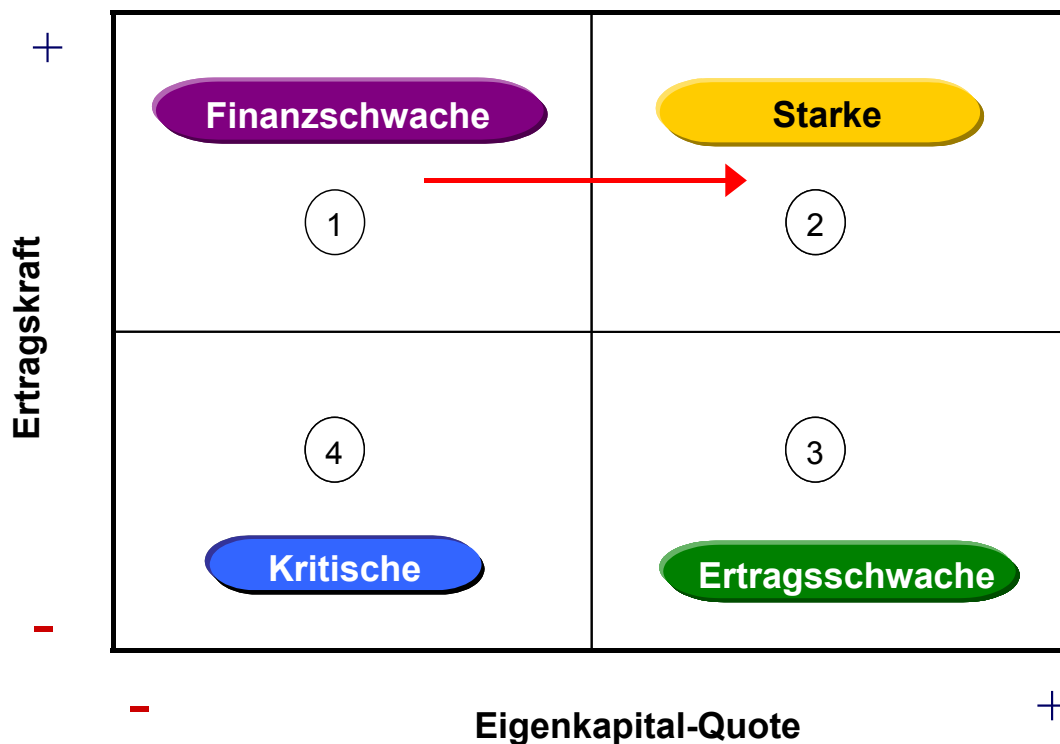 +
Finanzschwache
Starke
1
2
Ertragskraft
4
3
Kritische
Ertragsschwache
-
-
+
Eigenkapital-Quote